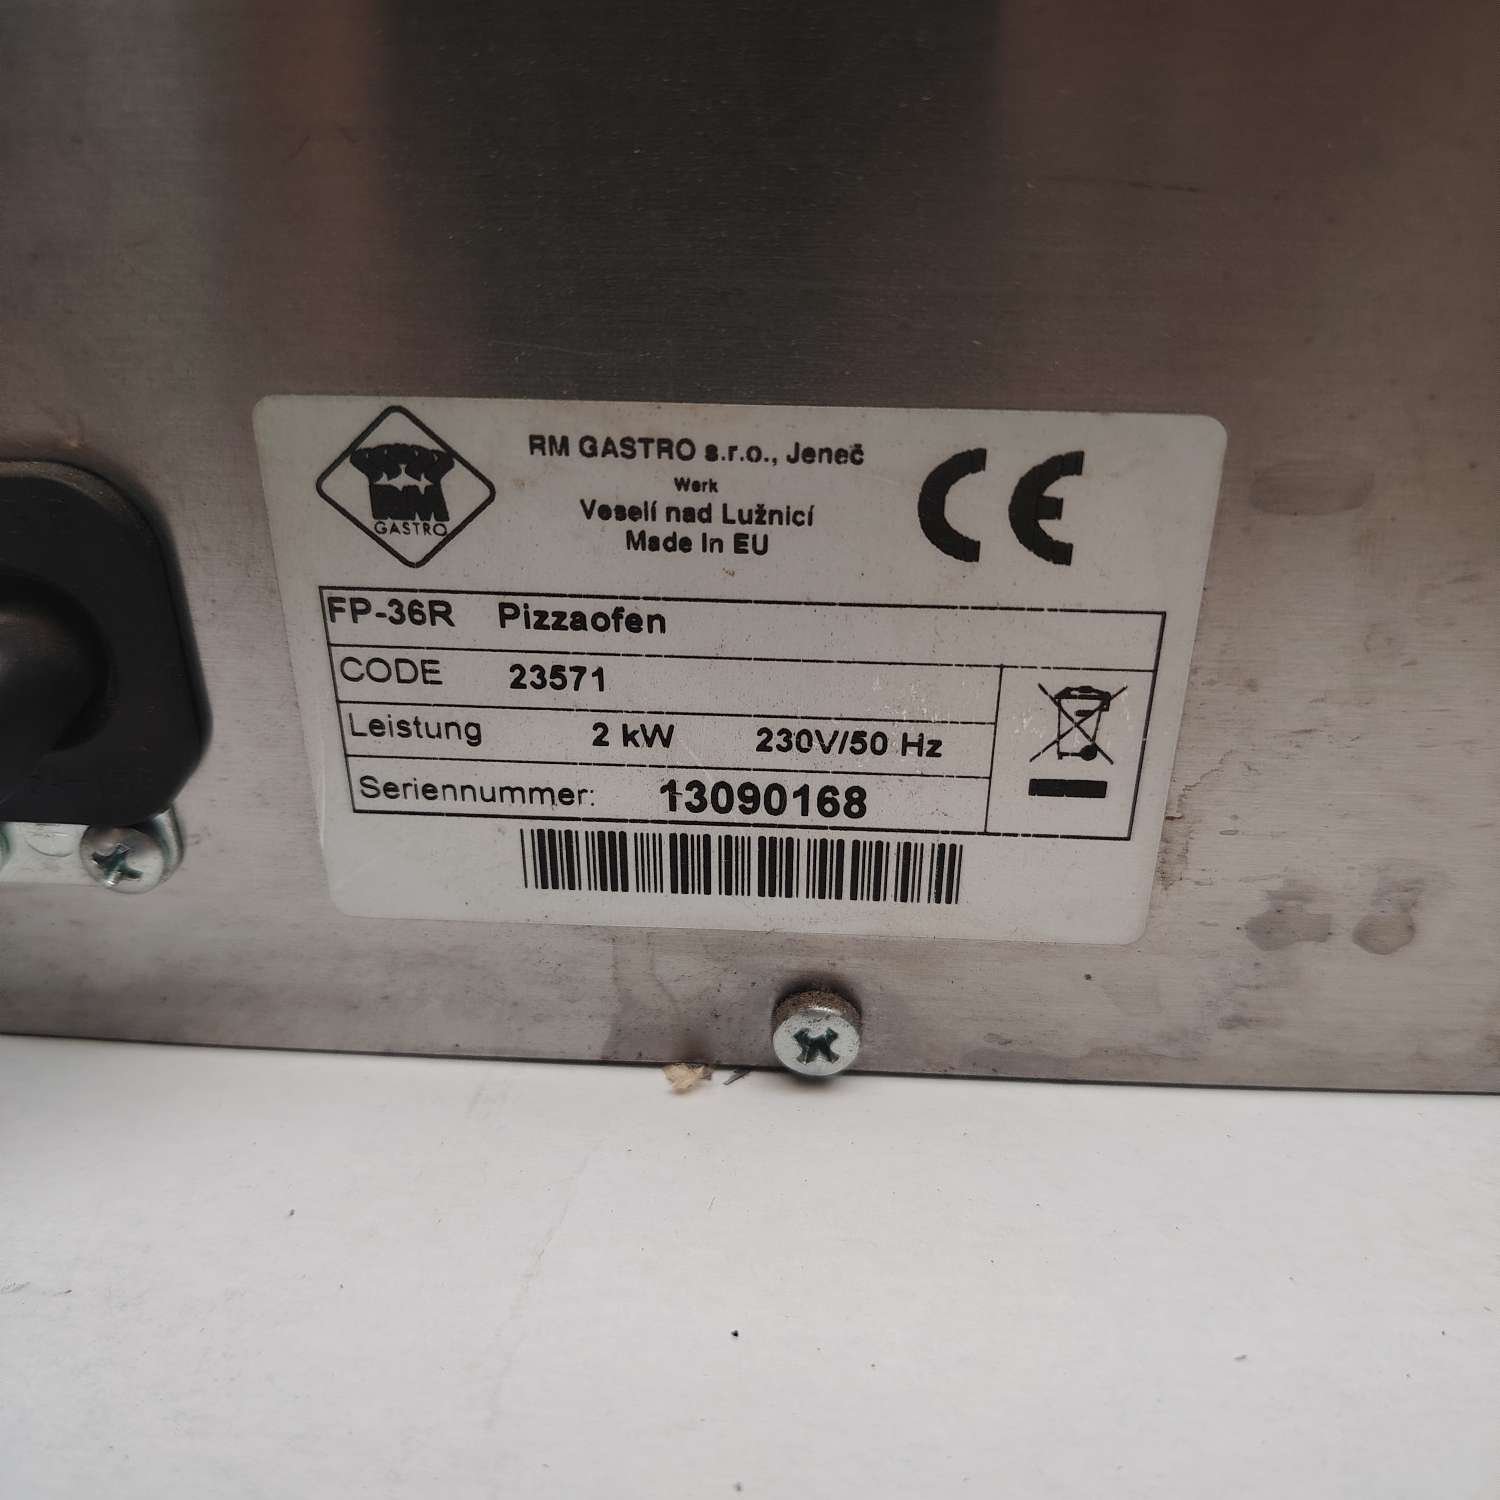 RM
GASTRO
RM GASTRO s.r.o., Jeneč
Werk
Veselí nad Lužnicí
Made in EU
CE
FP-36R Pizzaofen
CODE 23571
Leistung 2 kW 230V/50 Hz
Seriennummer: 13090168